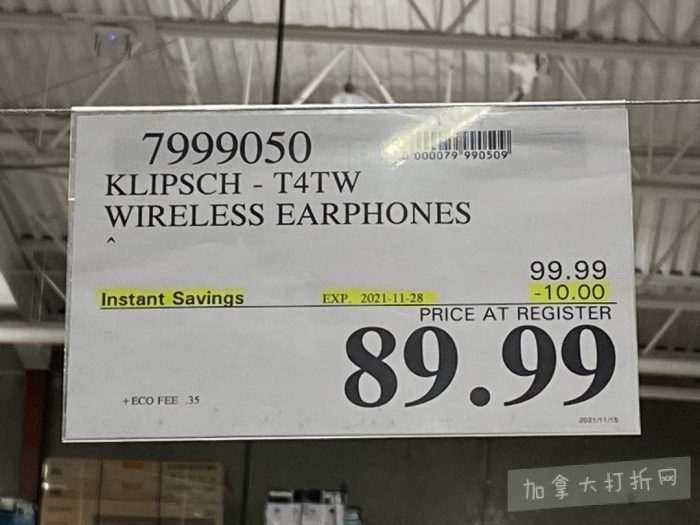 7999050
000079 990509
KLIPSCH - T4TW
WIRELESS EARPHONES
^
99.99
Instant Savings EXP. 2021-11-28 -10.00
PRICE AT REGISTER
89.99
+ECO FEE .35
2021/11/15
加拿大打折网